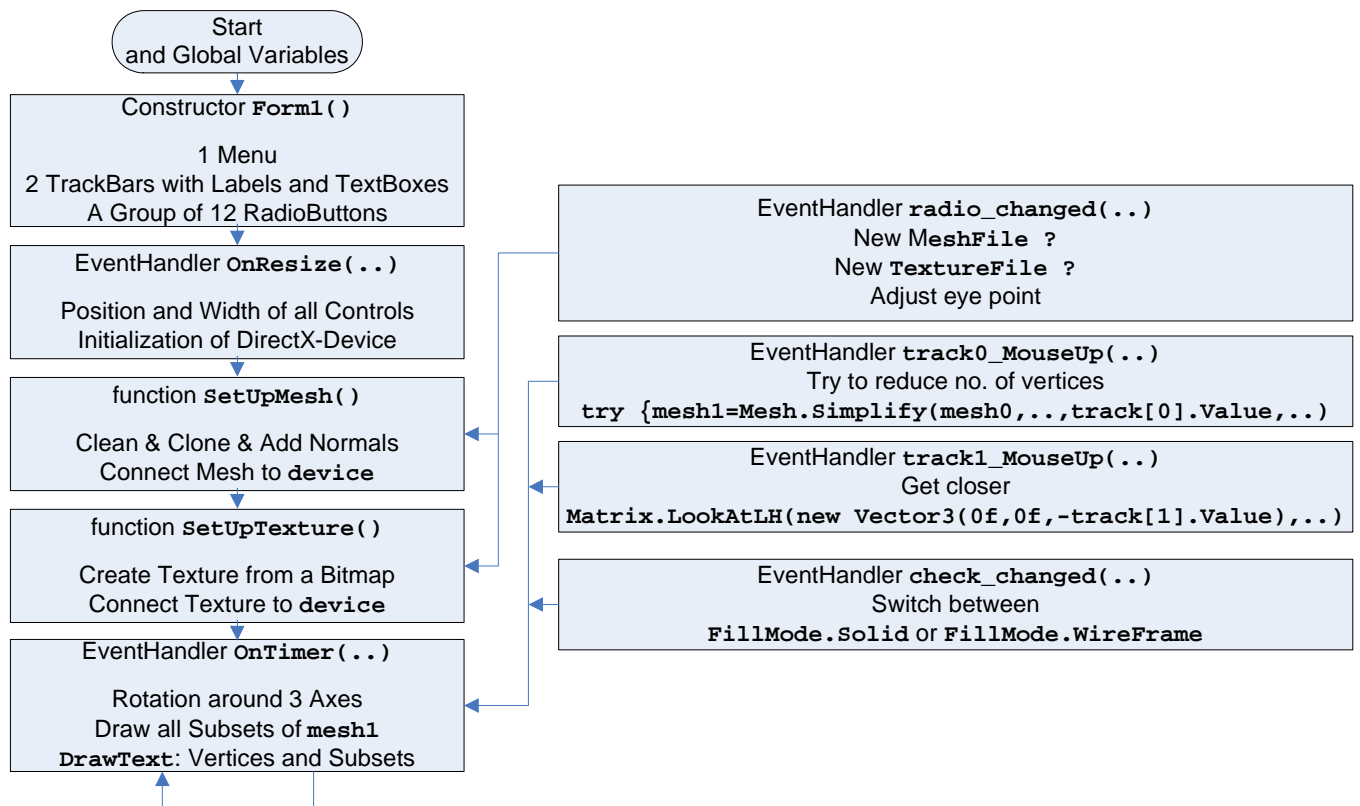 Start
and Global Variables
Constructor Form1()
1 Menu
2 TrackBars with Labels and TextBoxes
A Group of 12 RadioButtons
EventHandler OnResize(..)
Position and Width of all Controls
Initialization of DirectX-Device
function SetUpMesh()
Clean & Clone & Add Normals
Connect Mesh to device
function SetUpTexture()
Create Texture from a Bitmap
Connect Texture to device
EventHandler OnTimer(..)
Rotation around 3 Axes
Draw all Subsets of mesh1
DrawText: Vertices and Subsets
EventHandler radio_changed(..)
New MeshFile ?
New TextureFile ?
Adjust eye point
EventHandler track0_MouseUp(..)
Try to reduce no. of vertices
try {mesh1=Mesh.Simplify(mesh0,..,track[0].Value,..)
EventHandler track1_MouseUp(..)
Get closer
Matrix.LookAtLH(new Vector3(0f,0f,-track[1].Value),..)
EventHandler check_changed(..)
Switch between
FillMode.Solid or FillMode.WireFrame